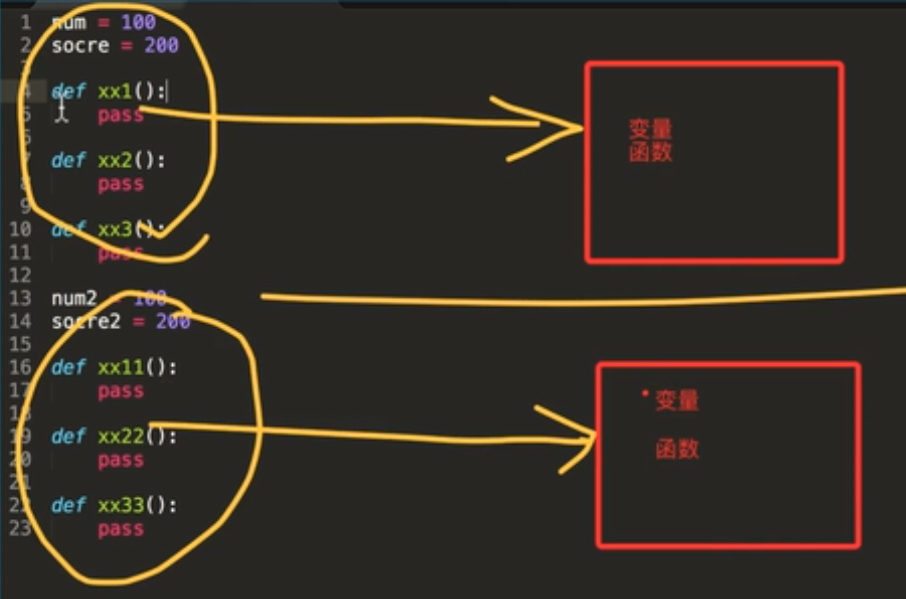 1 num = 100
2 socre = 200
3
4 def xx1():
5 pass
6
7 def xx2():
8 pass
9
10 def xx3():
11 pass
12
13 num2 = 100
14 socre2 = 200
15
16 def xx11():
17 pass
18
19 def xx22():
20 pass
21
22 def xx33():
23 pass
变量
函数
变量
函数